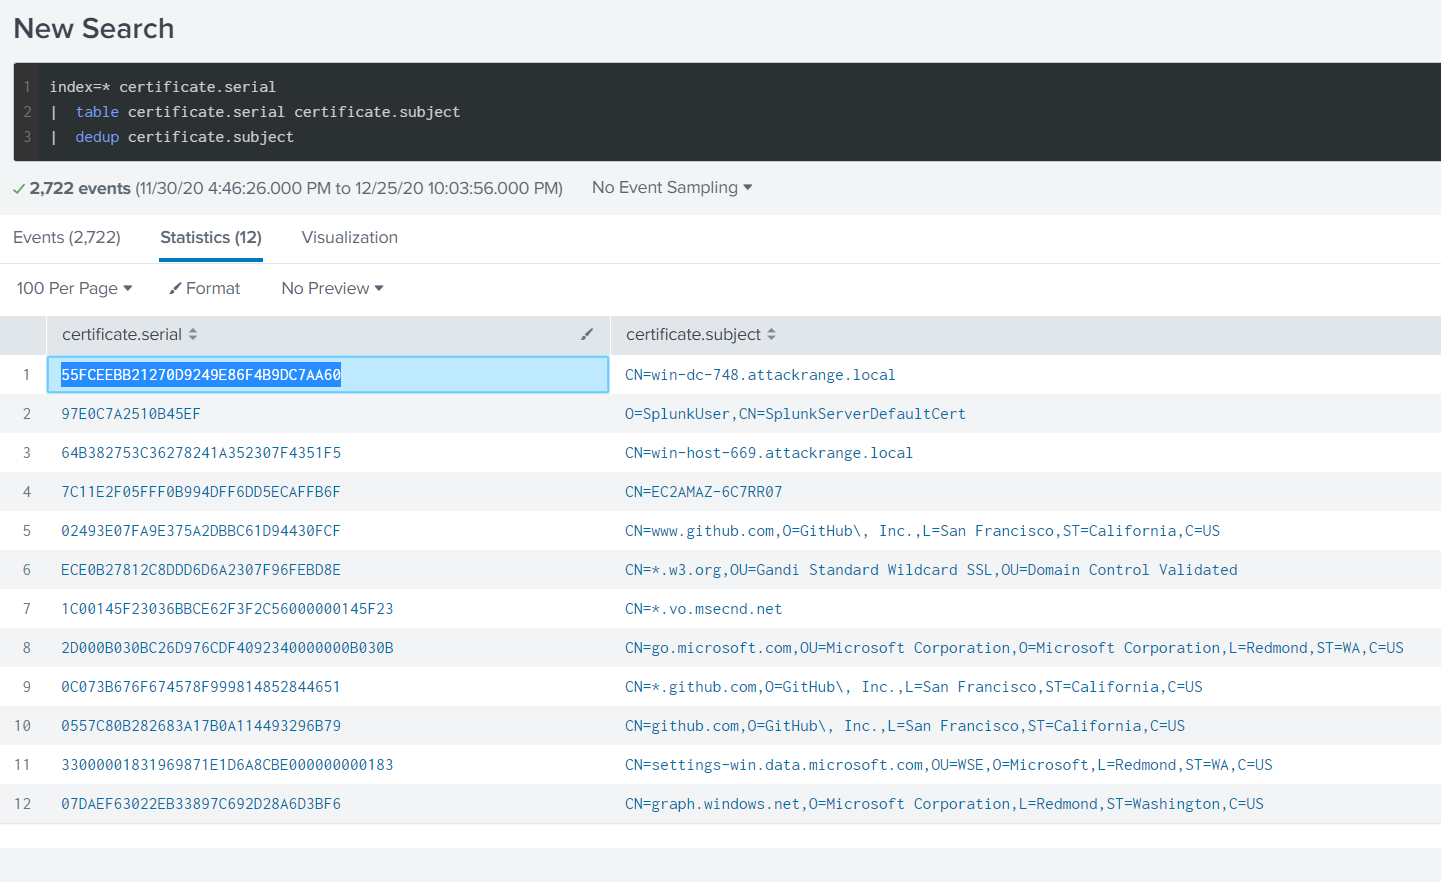 New Search
1 index=* certificate.serial
2 | table certificate.serial certificate.subject
3 | dedup certificate.subject
2,722 events (11/30/20 4:46:26.000 PM to 12/25/20 10:03:56.000 PM) No Event Sampling
Events (2,722) Statistics (12) Visualization
100 Per Page Format No Preview
certificate.serial certificate.subject
1 55FCEEBB21270D9249E86F4B9DC7AA60 CN=win-dc-748.attackrange.local
2 97E0C7A2510B45EF O=SplunkUser,CN=SplunkServerDefaultCert
3 64B382753C36278241A352307F4351F5 CN=win-host-669.attackrange.local
4 7C11E2F05FFF0B994DFF6DD5ECAFFB6F CN=EC2AMAZ-6C7RR07
5 02493E07FA9E375A2DBBC61D94430FCF CN=www.github.com,O=GitHub\, Inc.,L=San Francisco,ST=California,C=US
6 ECE0B27812C8DDD6D6A2307F96FEBD8E CN=*.w3.org,OU=Gandi Standard Wildcard SSL,OU=Domain Control Validated
7 1C00145F23036BBCE62F3F2C56000000145F23 CN=*.vo.msecnd.net
8 2D000B030BC26D976CDF4092340000000B030B CN=go.microsoft.com,OU=Microsoft Corporation,O=Microsoft Corporation,L=Redmond,ST=WA,C=US
9 0C073B676F674578F999814852844651 CN=*.github.com,O=GitHub\, Inc.,L=San Francisco,ST=California,C=US
10 0557C80B282683A17B0A114493296B79 CN=github.com,O=GitHub\, Inc.,L=San Francisco,ST=California,C=US
11 33000001831969871E1D6A8CBE000000000183 CN=settings-win.data.microsoft.com,OU=WSE,O=Microsoft,L=Redmond,ST=WA,C=US
12 07DAEF63022EB33897C692D28A6D3BF6 CN=graph.windows.net,O=Microsoft Corporation,L=Redmond,ST=Washington,C=US